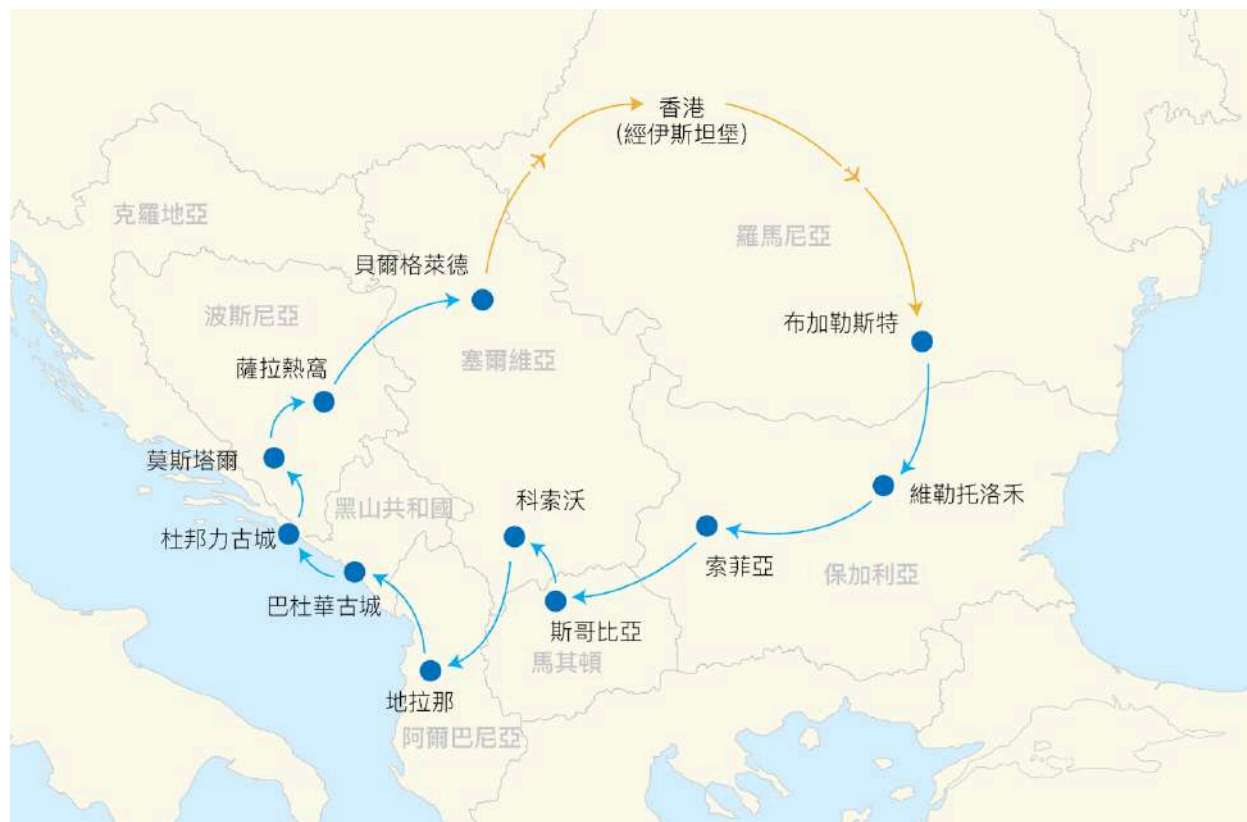 香港
(經伊斯坦堡)
克羅地亞
羅馬尼亞
貝爾格萊德
波斯尼亞
布加勒斯特
塞爾維亞
薩拉熱窩
莫斯塔爾
維勒托洛禾
科索沃
黑山共和國
杜邦力古城
索菲亞
保加利亞
巴杜華古城
斯哥比亞
馬其頓
地拉那
阿爾巴尼亞